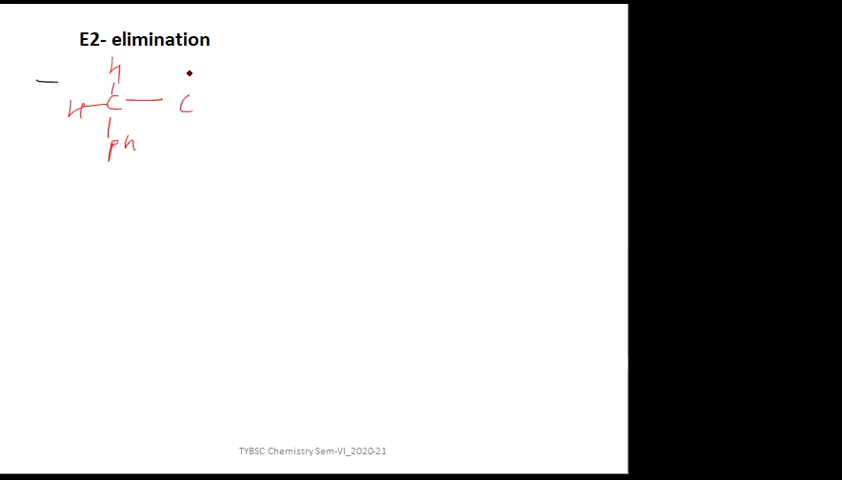 E2- elimination
H
H C C
Ph
TYBSC Chemistry Sem-VI_2020-21